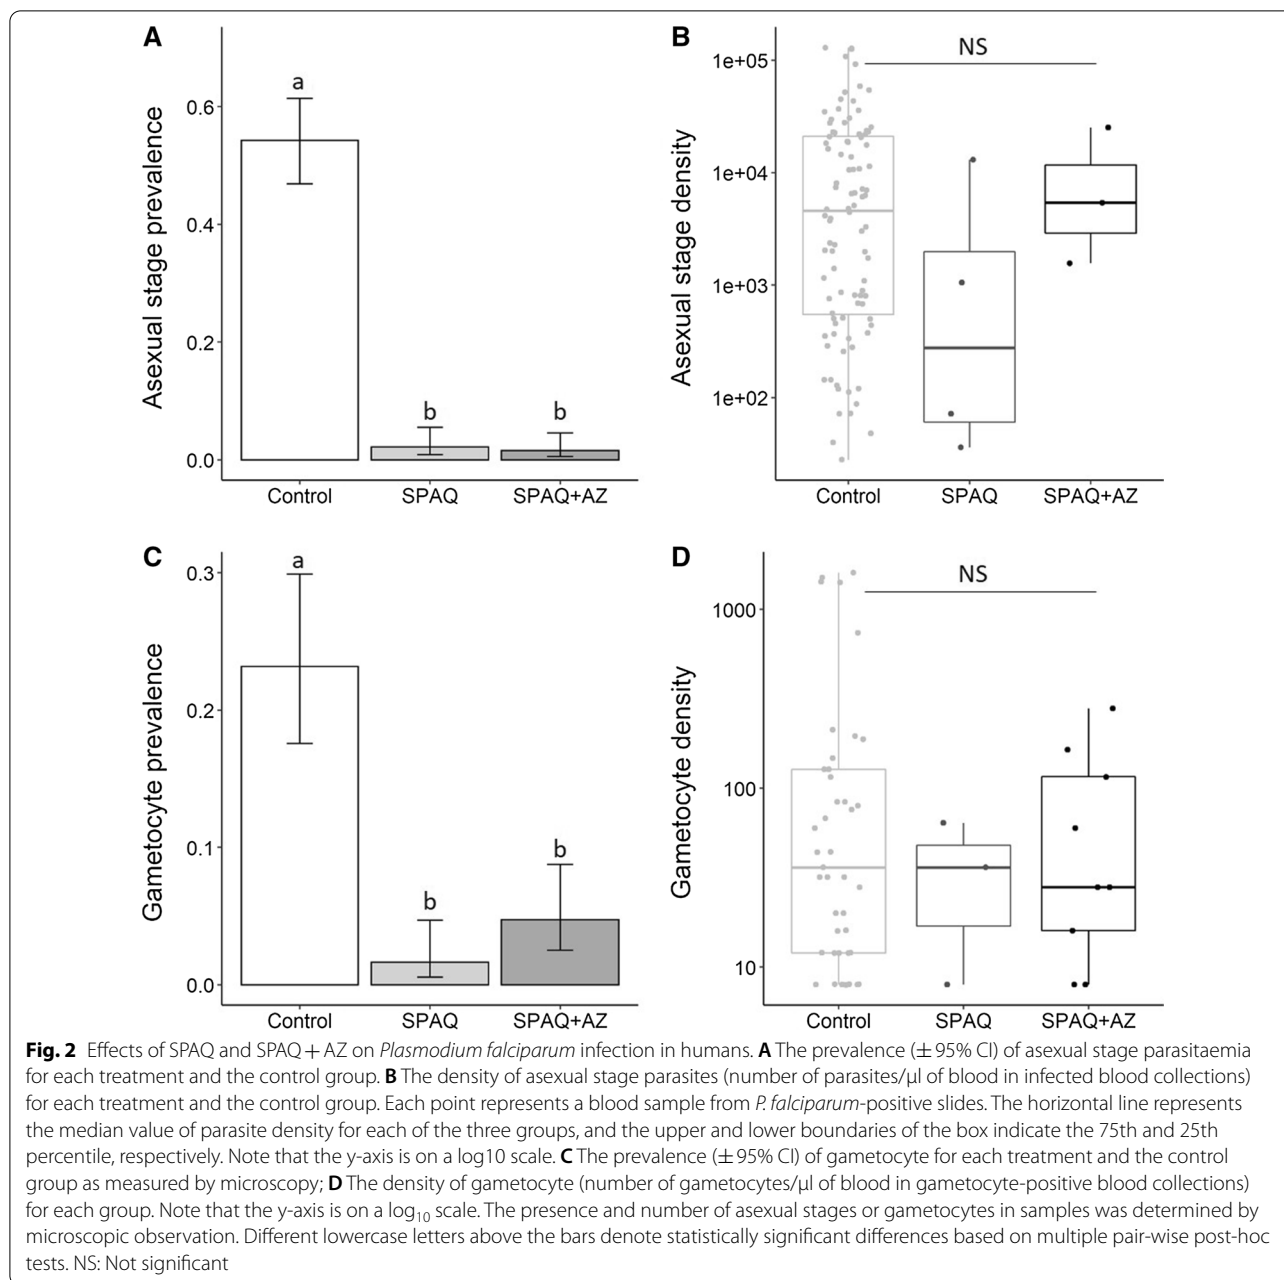 A
Asexual stage prevalence
0.6
0.4
0.2
0.0
a
b
b
Control
SPAQ
SPAQ+AZ
B
Asexual stage density
1e+05
1e+04
1e+03
1e+02
NS
Control
SPAQ
SPAQ+AZ
C
Gametocyte prevalence
0.3
0.2
0.1
0.0
a
b
b
Control
SPAQ
SPAQ+AZ
D
Gametocyte density
1000
100
10
NS
Control
SPAQ
SPAQ+AZ
Fig. 2 Effects of SPAQ and SPAQ + AZ on Plasmodium falciparum infection in humans. A The prevalence (± 95% CI) of asexual stage parasitaemia
for each treatment and the control group. B The density of asexual stage parasites (number of parasites/µl of blood in infected blood collections)
for each treatment and the control group. Each point represents a blood sample from P. falciparum-positive slides. The horizontal line represents
the median value of parasite density for each of the three groups, and the upper and lower boundaries of the box indicate the 75th and 25th
percentile, respectively. Note that the y-axis is on a log10 scale. C The prevalence (± 95% CI) of gametocyte for each treatment and the control
group as measured by microscopy; D The density of gametocyte (number of gametocytes/µl of blood in gametocyte-positive blood collections)
for each group. Note that the y-axis is on a log10 scale. The presence and number of asexual stages or gametocytes in samples was determined by
microscopic observation. Different lowercase letters above the bars denote statistically significant differences based on multiple pair-wise post-hoc
tests. NS: Not significant